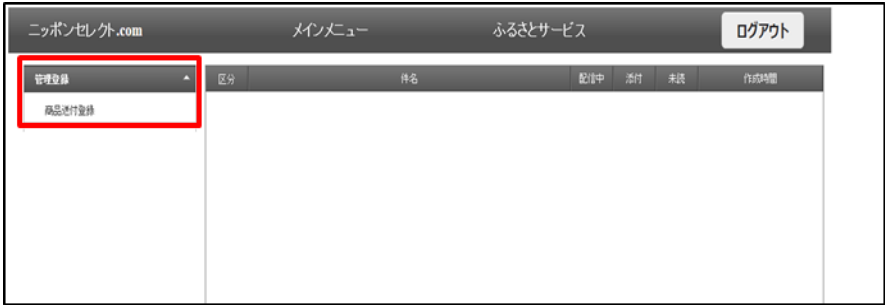 ニッポンセレクト.com メインメニュー ふるさとサービス ログアウト
管理登録 区分 件名 配信中 添付 未読 作成時間
商品送付登録